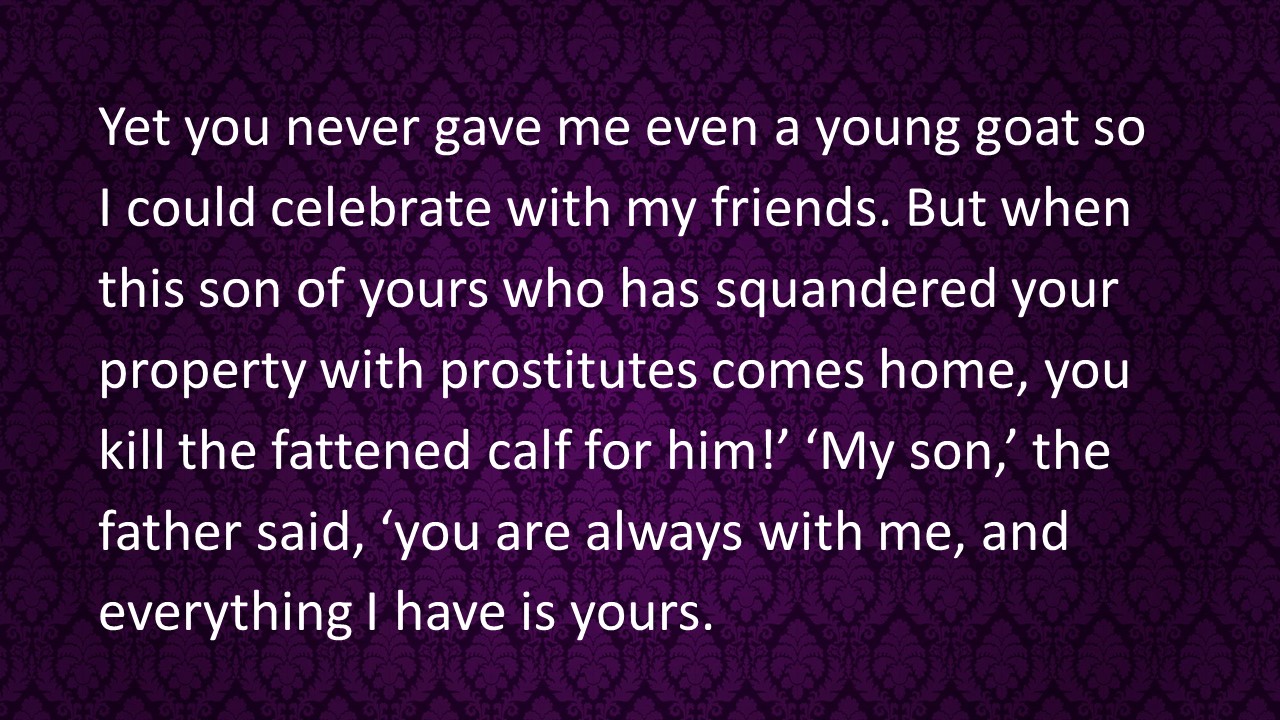 Yet you never gave me even a young goat so
I could celebrate with my friends. But when
this son of yours who has squandered your
property with prostitutes comes home, you
kill the fattened calf for him!’ ‘My son,’ the
father said, ‘you are always with me, and
everything I have is yours.